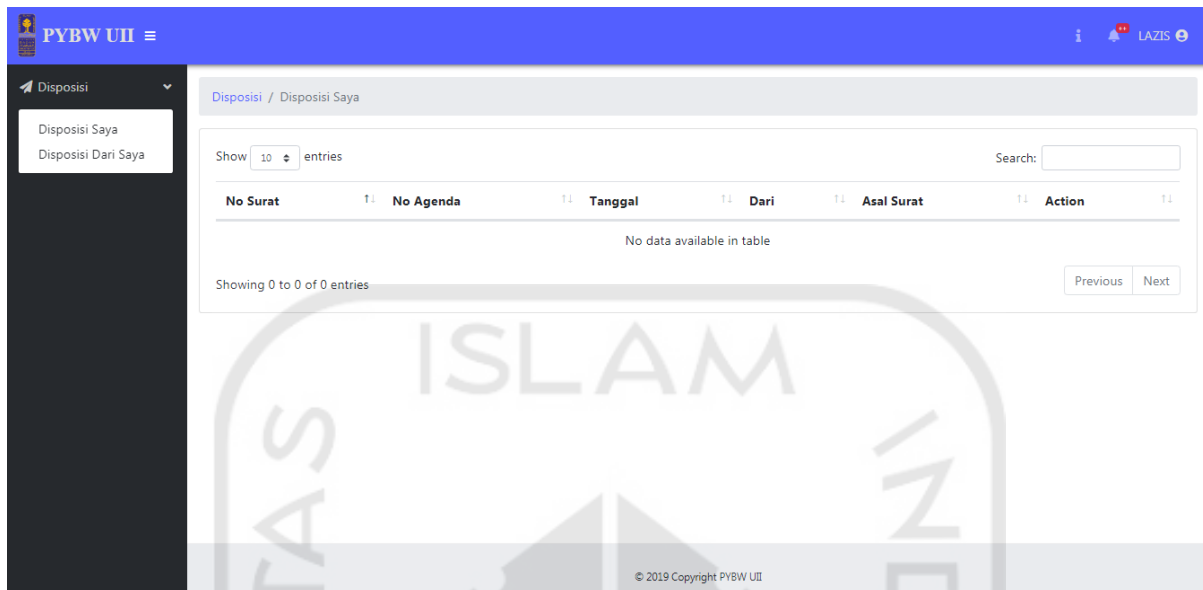 PYBW UII
LAZIS
Disposisi
Disposisi Saya
Disposisi Dari Saya
Disposisi / Disposisi Saya
Show 10 entries
Search:
No Surat No Agenda Tanggal Dari Asal Surat Action
No data available in table
Showing 0 to 0 of 0 entries
Previous Next
ISLAM
TAS
© 2019 Copyright PYBW UII